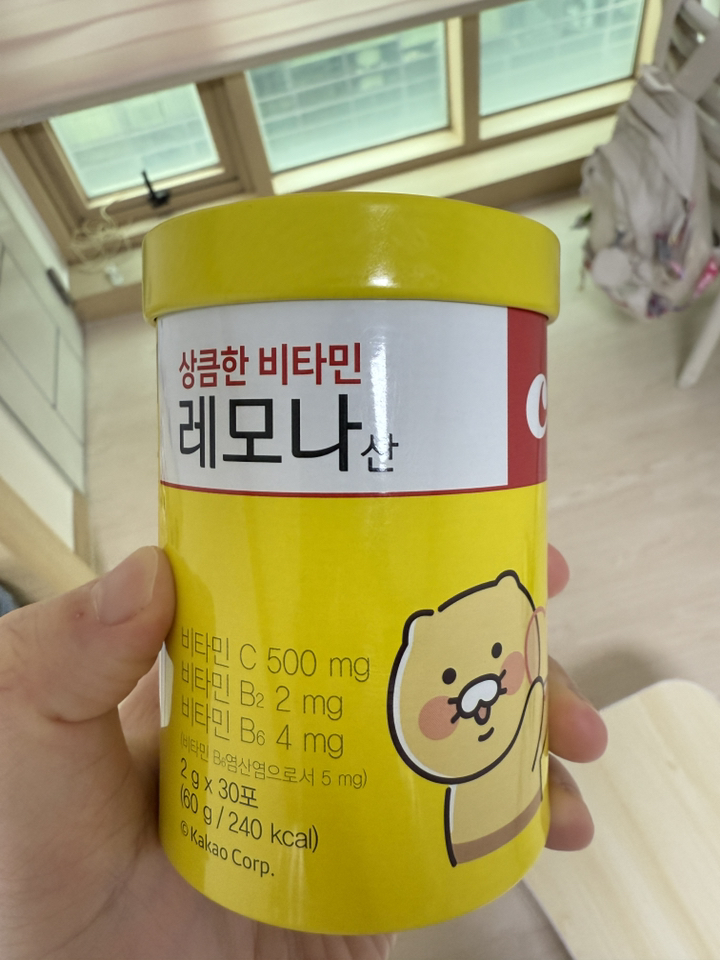 상큼한 비타민
레모나산
비타민 C 500 mg
비타민 B₂ 2 mg
비타민 B₆ 4 mg
(비타민 B₆염산염으로서 5 mg)
2 g x 30포
(60 g / 240 kcal)
©Kakao Corp.